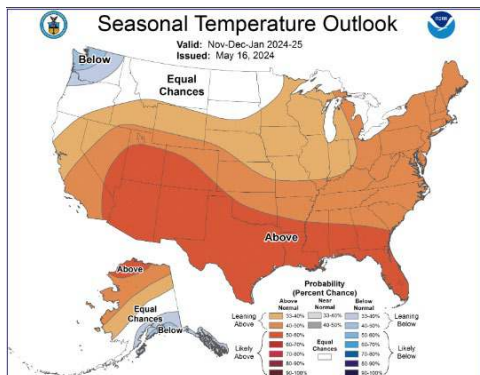 Seasonal Temperature Outlook
Valid: Nov-Dec-Jan 2024-25
Issued: May 16, 2024
Below
Equal
Chances
Above
Above
Equal
Chances
Below
Probability
(Percent Chance)
Above
Normal
Near
Normal
Below
Normal
Leaning
Above
33-40%
40-50%
33-40%
40-50%
33-40%
40-50%
Leaning
Below
Likely
Above
50-60%
60-70%
70-80%
80-90%
90-100%
Equal
Chances
50-60%
60-70%
70-80%
80-90%
90-100%
Likely
Below